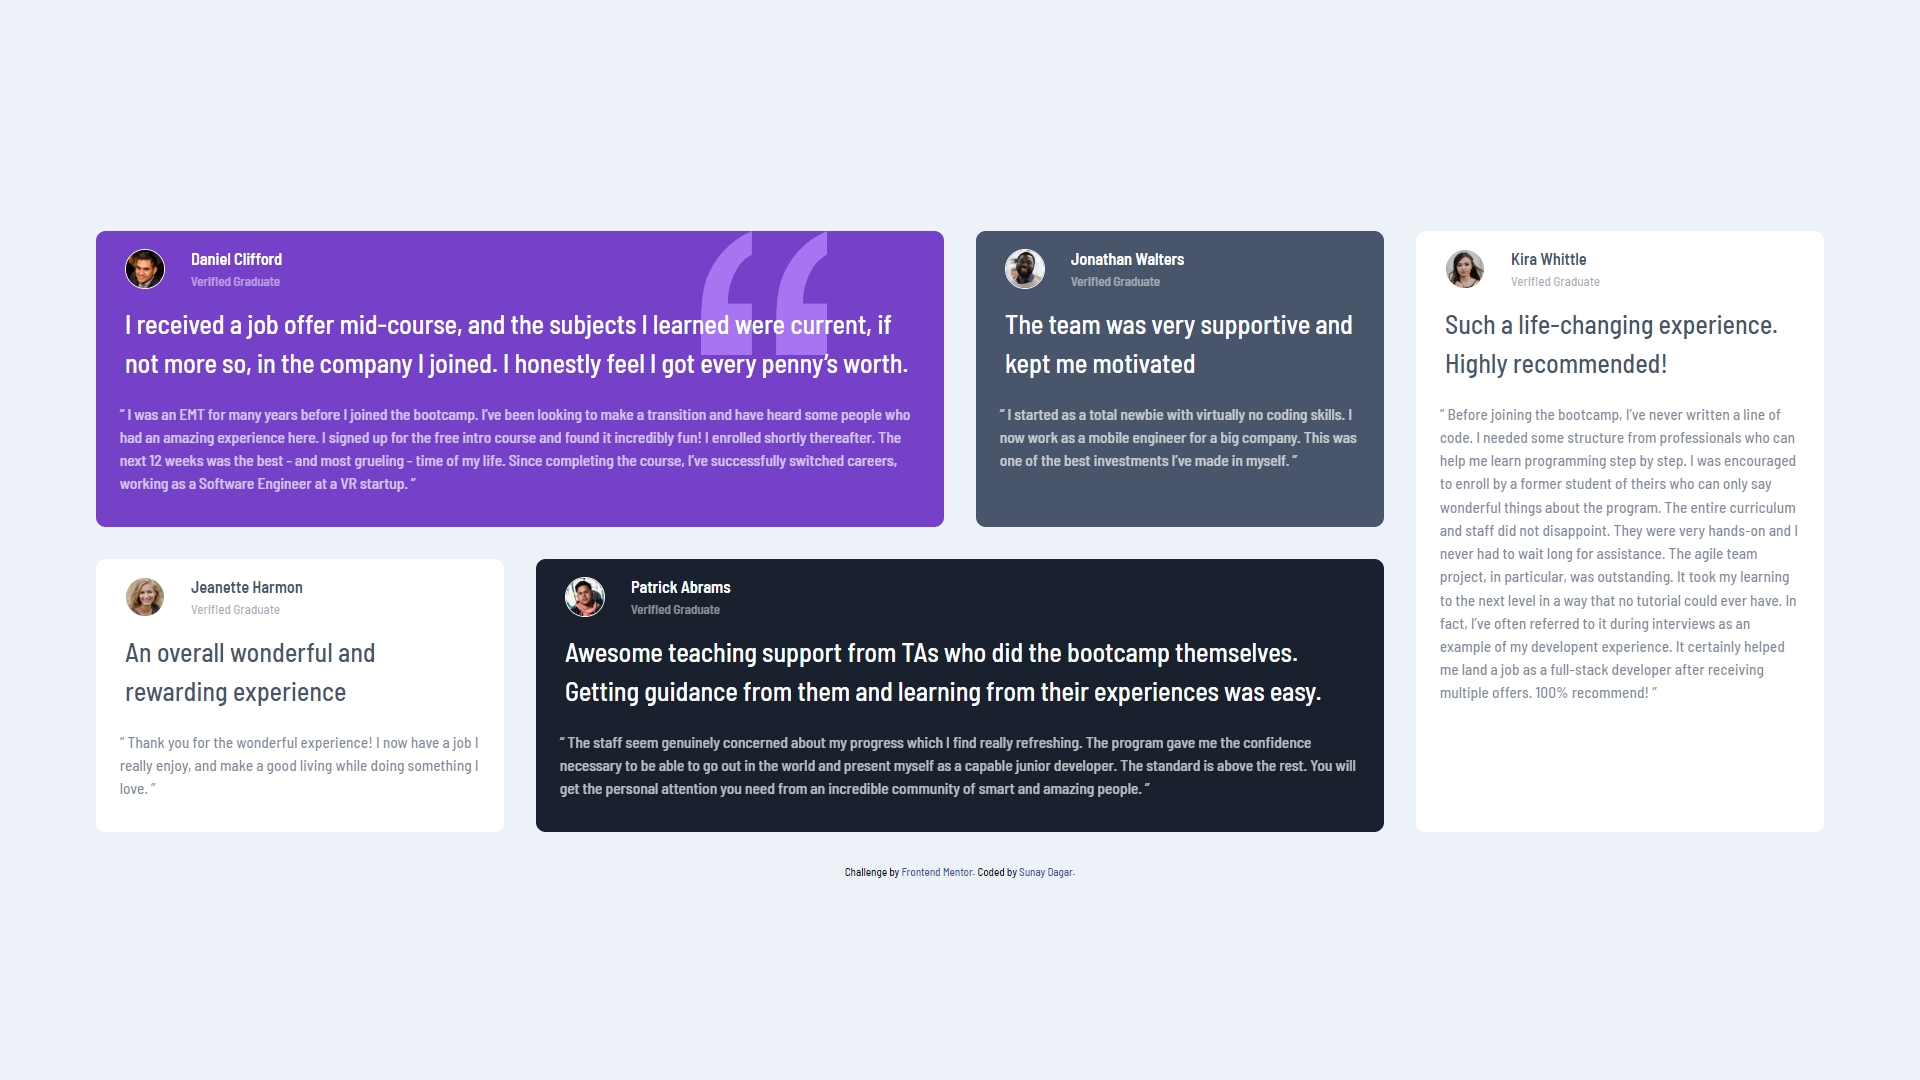 Daniel Clifford
Verified Graduate
I received a job offer mid-course, and the subjects I learned were current, if
not more so, in the company I joined. I honestly feel I got every penny’s worth.
“ I was an EMT for many years before I joined the bootcamp. I’ve been looking to make a transition and have heard some people who
had an amazing experience here. I signed up for the free intro course and found it incredibly fun! I enrolled shortly thereafter. The
next 12 weeks was the best - and most grueling - time of my life. Since completing the course, I’ve successfully switched careers,
working as a Software Engineer at a VR startup. ”
Jonathan Walters
Verified Graduate
The team was very supportive and
kept me motivated
“ I started as a total newbie with virtually no coding skills. I
now work as a mobile engineer for a big company. This was
one of the best investments I’ve made in myself. ”
Kira Whittle
Verified Graduate
Such a life-changing experience.
Highly recommended!
“ Before joining the bootcamp, I’ve never written a line of
code. I needed some structure from professionals who can
help me learn programming step by step. I was encouraged
to enroll by a former student of theirs who can only say
wonderful things about the program. The entire curriculum
and staff did not disappoint. They were very hands-on and I
never had to wait long for assistance. The agile team
project, in particular, was outstanding. It took my learning
to the next level in a way that no tutorial could ever have. In
fact, I’ve often referred to it during interviews as an
example of my developent experience. It certainly helped
me land a job as a full-stack developer after receiving
multiple offers. 100% recommend! ”
Jeanette Harmon
Verified Graduate
An overall wonderful and
rewarding experience
“ Thank you for the wonderful experience! I now have a job I
really enjoy, and make a good living while doing something I
love. ”
Patrick Abrams
Verified Graduate
Awesome teaching support from TAs who did the bootcamp themselves.
Getting guidance from them and learning from their experiences was easy.
“ The staff seem genuinely concerned about my progress which I find really refreshing. The program gave me the confidence
necessary to be able to go out in the world and present myself as a capable junior developer. The standard is above the rest. You will
get the personal attention you need from an incredible community of smart and amazing people. ”
Challenge by Frontend Mentor. Coded by Sunay Dagar.